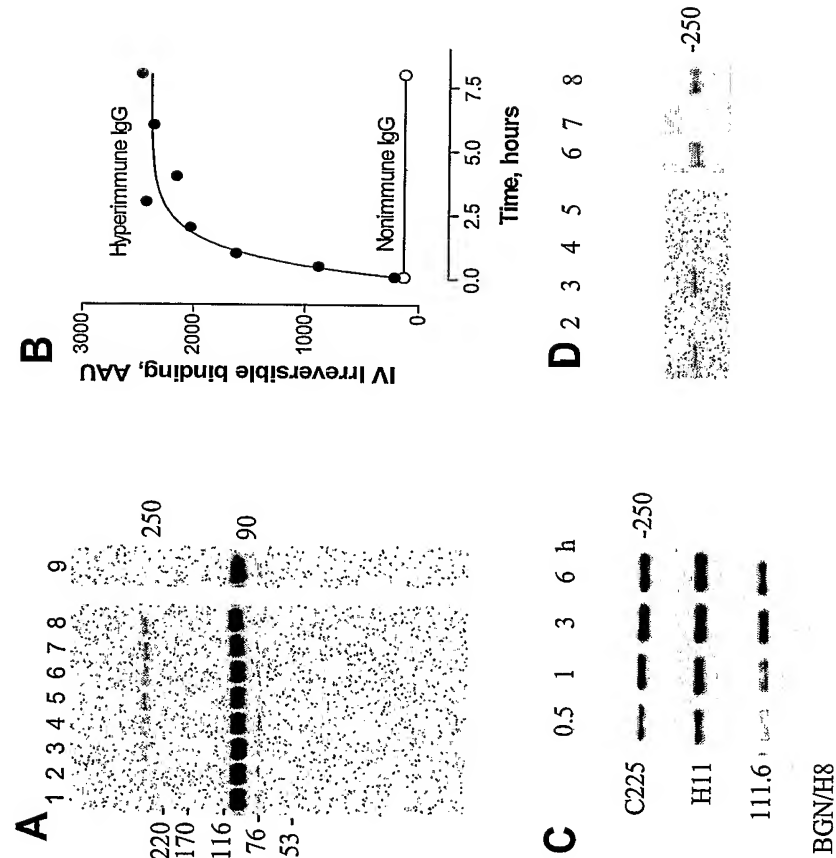 A
1 2 3 4 5 6 7 8 9
220-
170-
116-
76-
53-
250
90
B
IV Irreversible binding, AAU
3000
2000
1000
0
Hyperimmune IgG
Nonimmune IgG
0.0 2.5 5.0 7.5
Time, hours
C
0.5 1 3 6 h
C225
H11
111.6
BGN/H8
-250
D
1 2 3 4 5 6 7 8
-250